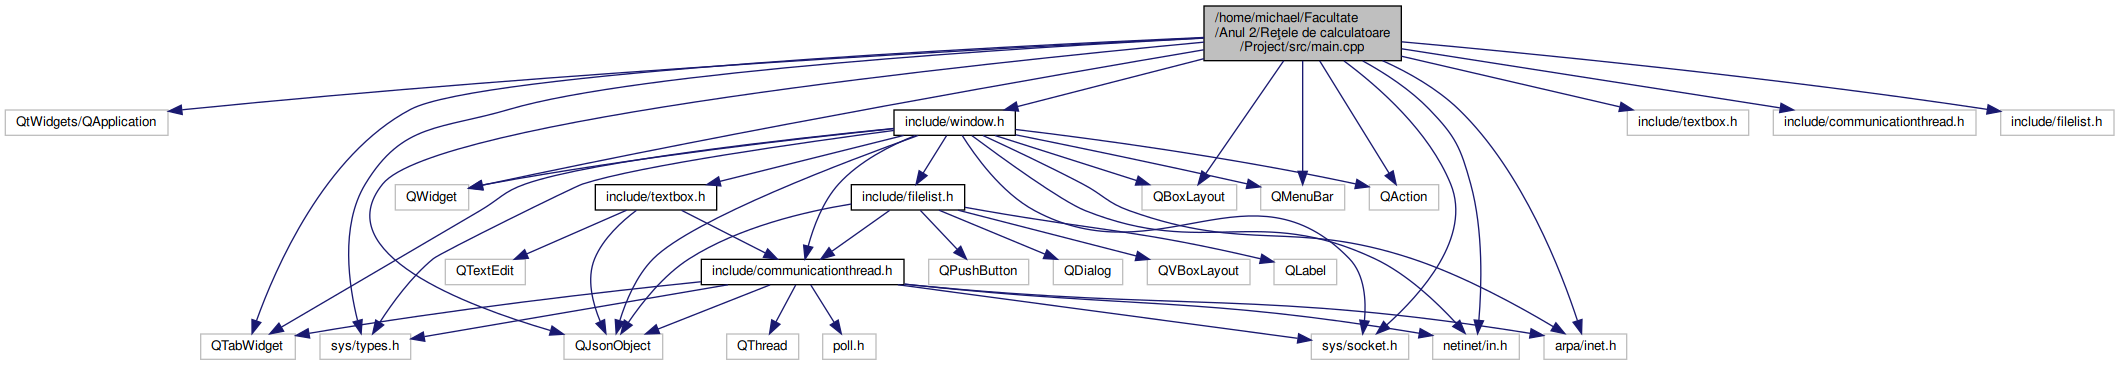 /home/michael/Facultate
/Anul 2/Reţele de calculatoare
/Project/src/main.cpp
QtWidgets/QApplication
include/window.h
include/textbox.h
include/communicationthread.h
include/filelist.h
QWidget
include/textbox.h
include/filelist.h
QBoxLayout
QMenuBar
QAction
QTextEdit
include/communicationthread.h
QPushButton
QDialog
QVBoxLayout
QLabel
QTabWidget
sys/types.h
QJsonObject
QThread
poll.h
sys/socket.h
netinet/in.h
arpa/inet.h